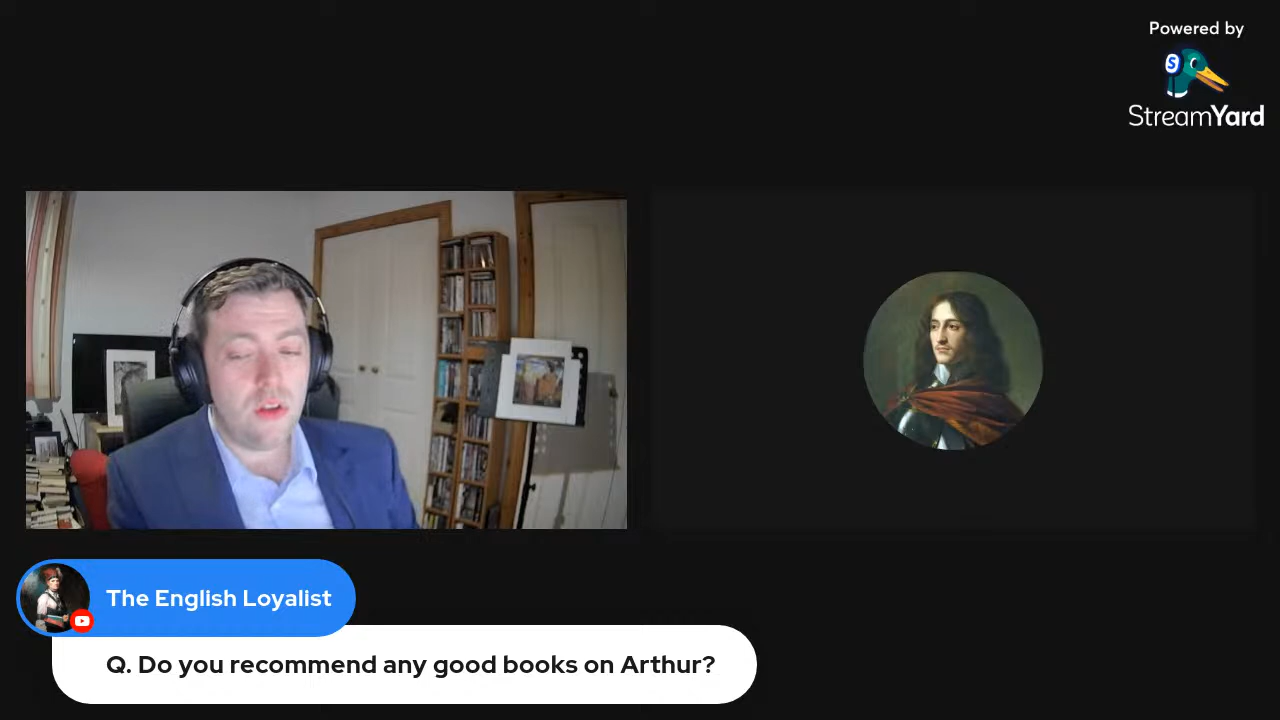 Powered by
S
StreamYard
The English Loyalist
Q. Do you recommend any good books on Arthur?